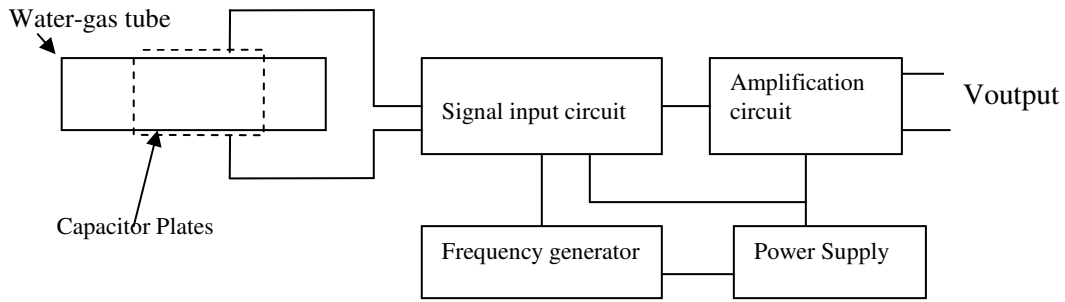 Water-gas tube
Signal input circuit
Amplification
circuit
Voutput
Capacitor Plates
Frequency generator
Power Supply